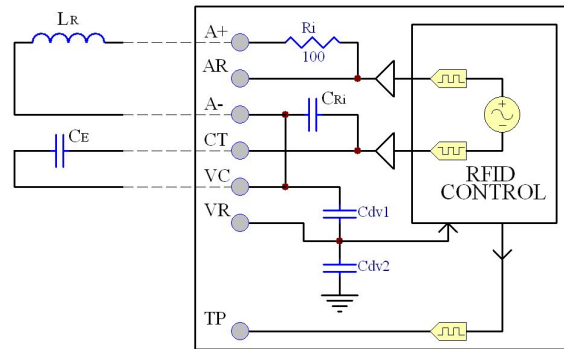 LR
A+
Ri
100
AR
A-
CRi
CE
CT
VC
VR
Cdv1
Cdv2
TP
+
~
−
RFID
CONTROL